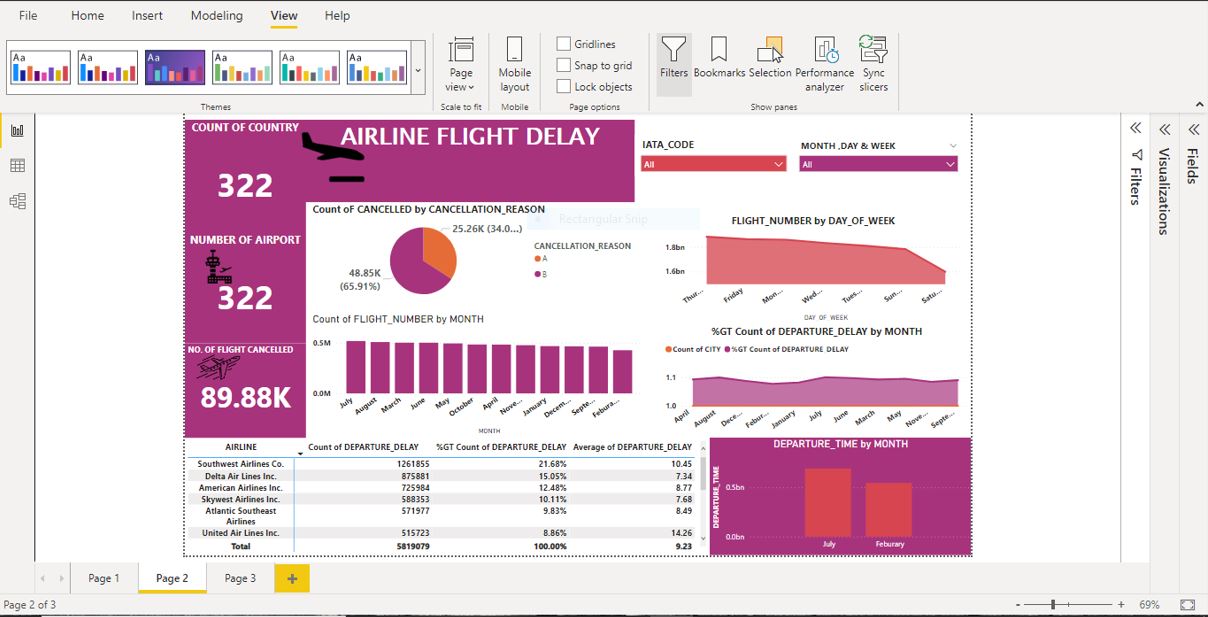 File Home Insert Modeling View Help
Aa Aa Aa Aa Aa Aa
Themes
Page view
Scale to fit
Mobile layout
Mobile
Gridlines
Snap to grid
Lock objects
Page options
Filters
Bookmarks
Selection
Performance analyzer
Sync slicers
Show panes
COUNT OF COUNTRY
322
AIRLINE FLIGHT DELAY
IATA_CODE
All
MONTH ,DAY & WEEK
All
Filters
Visualizations
Fields
NUMBER OF AIRPORT
322
NO. OF FLIGHT CANCELLED
89.88K
Count of CANCELLED by CANCELLATION_REASON
Rectangular Snip
25.26K (34.0...)
48.85K
(65.91%)
CANCELLATION_REASON
A
B
FLIGHT_NUMBER by DAY_OF_WEEK
1.8bn
1.6bn
Thur... Friday Mon... Wed... Tues... Sun... Satu...
DAY OF WEEK
Count of FLIGHT_NUMBER by MONTH
0.5M
0.0M
July August March June May October April Nove... January Decem... Septe... Febura...
MONTH
%GT Count of DEPARTURE_DELAY by MONTH
Count of CITY %GT Count of DEPARTURE DELAY
1.1
1.0
April August Dece... Febur... January July June March May Nove... Septe...
AIRLINE Count of DEPARTURE_DELAY %GT Count of DEPARTURE_DELAY Average of DEPARTURE_DELAY
Southwest Airlines Co. 1261855 21.68% 10.45
Delta Air Lines Inc. 875881 15.05% 7.34
American Airlines Inc. 725984 12.48% 8.77
Skywest Airlines Inc. 588353 10.11% 7.68
Atlantic Southeast Airlines 571977 9.83% 8.49
United Air Lines Inc. 515723 8.86% 14.26
Total 5819079 100.00% 9.23
DEPARTURE_TIME by MONTH
DEPARTURE_TIME
0.5bn
0.0bn
July Feburary
Page 1 Page 2 Page 3 +
Page 2 of 3
- + 69%